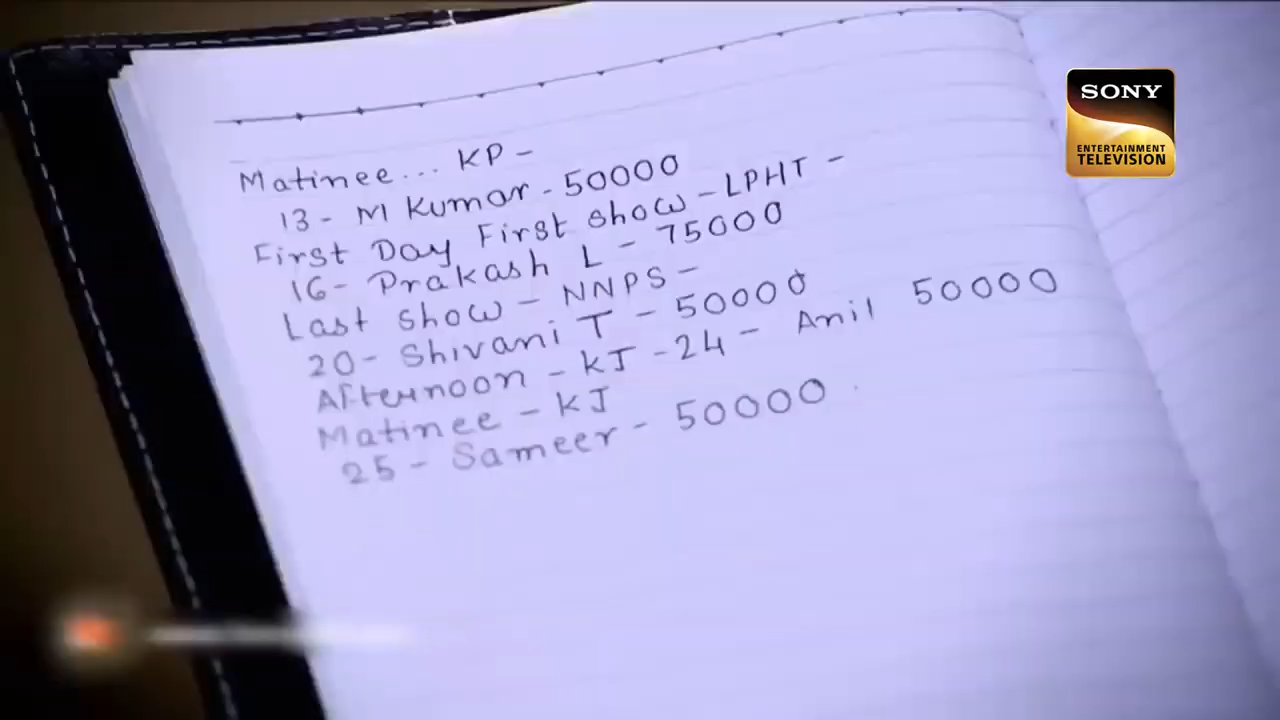 Matinee... KP -
13 - M Kumar - 50000
First Day First Show - LPHT -
16 - Prakash L - 75000
Last Show - NNPS -
20 - Shivani T - 50000
Afternoon - KJ - 24 - Anil 50000
Matinee - KJ
25 - Sameer - 50000
SONY
ENTERTAINMENT
TELEVISION